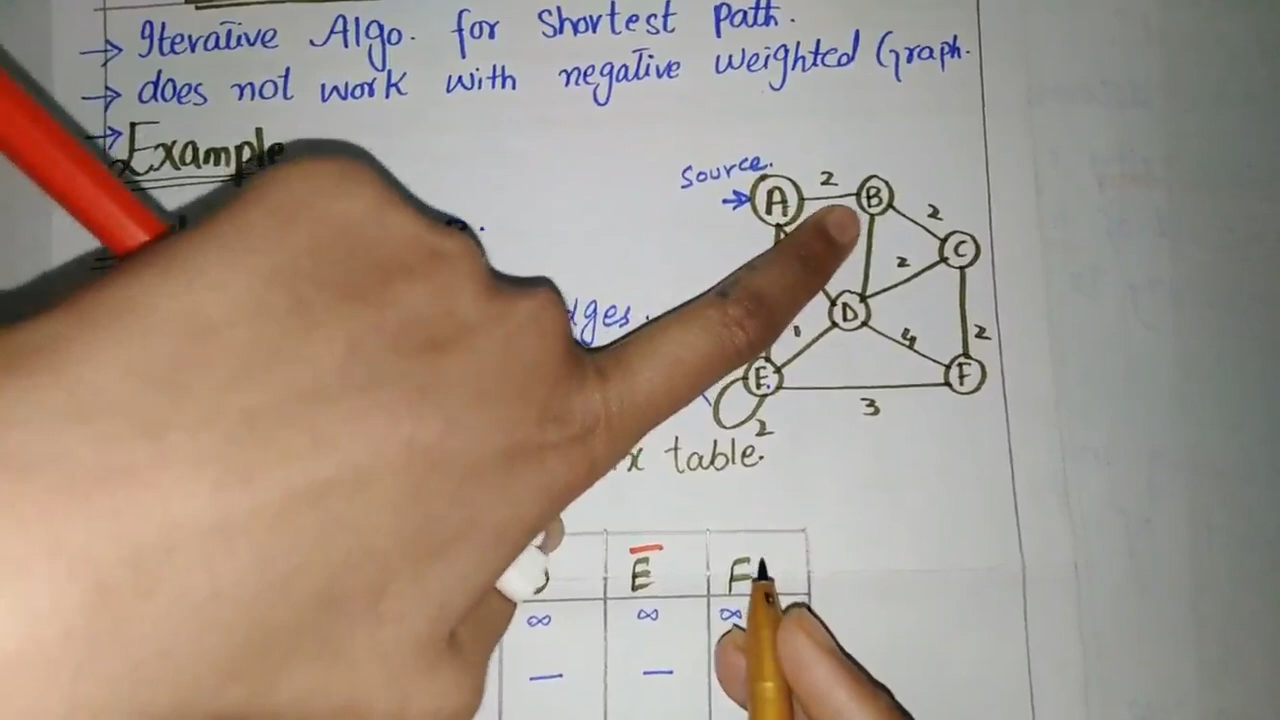 Iterative Algo. for Shortest Path.
does not work with negative weighted Graph.
Example
Source.
A 2 B
2
C
2
D
1 4 2
E F
3
2
table.
E F
∞ ∞ ∞
— —